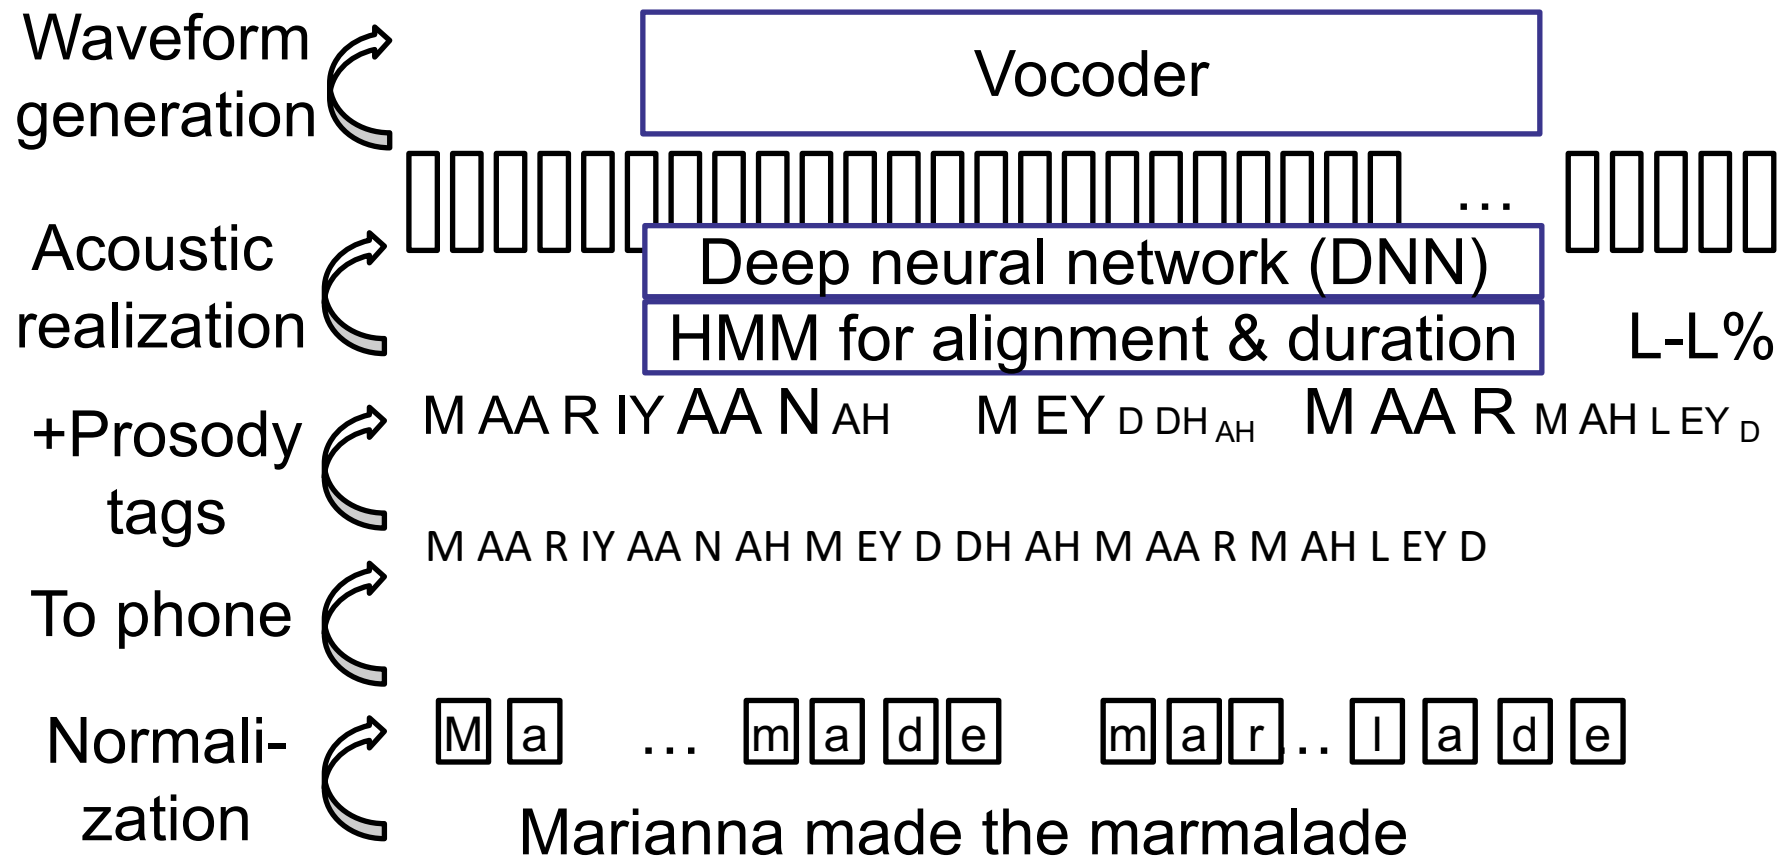 Waveform
generation
Vocoder
...
Acoustic
realization
Deep neural network (DNN)
HMM for alignment & duration
L-L%
+Prosody
tags
M AA R IY AA N AH M EY D DH AH M AA R M AH L EY D
M AA R IY AA N AH M EY D DH AH M AA R M AH L EY D
To phone
Normali-
zation
M a ... m a d e m a r ... l a d e
Marianna made the marmalade